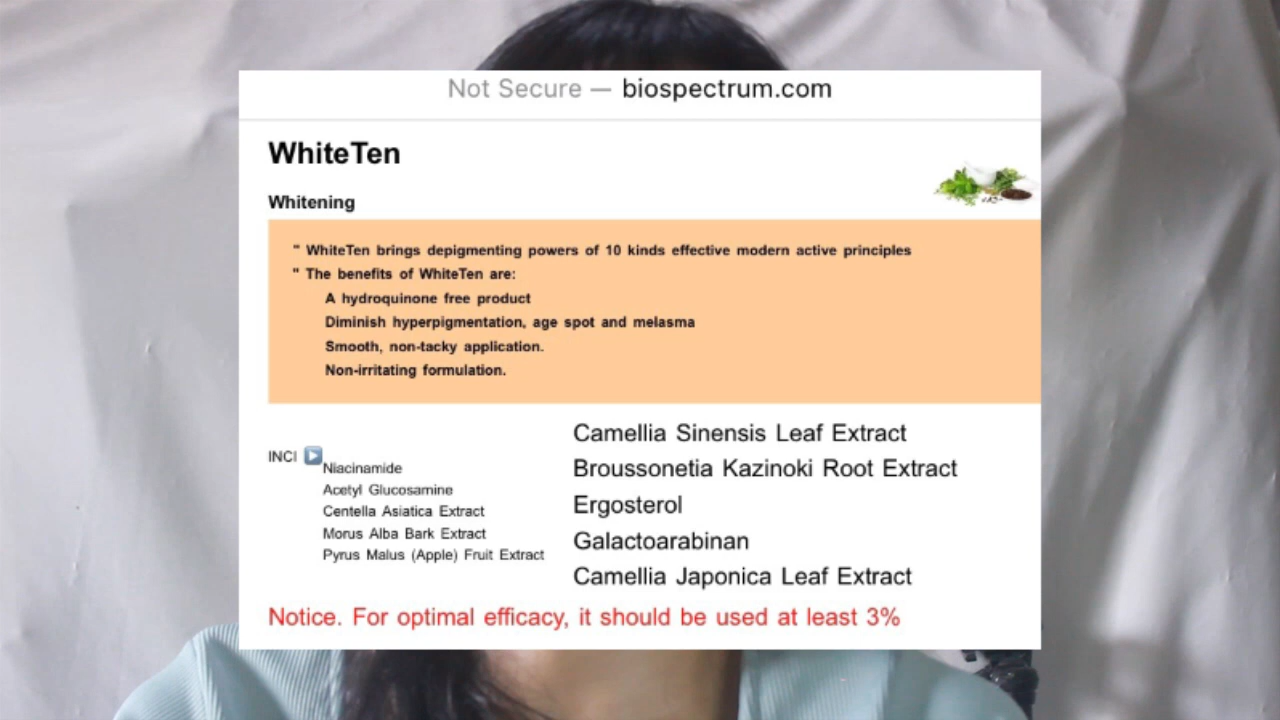 Not Secure — biospectrum.com
WhiteTen
Whitening
" WhiteTen brings depigmenting powers of 10 kinds effective modern active principles
" The benefits of WhiteTen are:
A hydroquinone free product
Diminish hyperpigmentation, age spot and melasma
Smooth, non-tacky application.
Non-irritating formulation.
INCI
Niacinamide
Acetyl Glucosamine
Centella Asiatica Extract
Morus Alba Bark Extract
Pyrus Malus (Apple) Fruit Extract
Camellia Sinensis Leaf Extract
Broussonetia Kazinoki Root Extract
Ergosterol
Galactoarabinan
Camellia Japonica Leaf Extract
Notice. For optimal efficacy, it should be used at least 3%